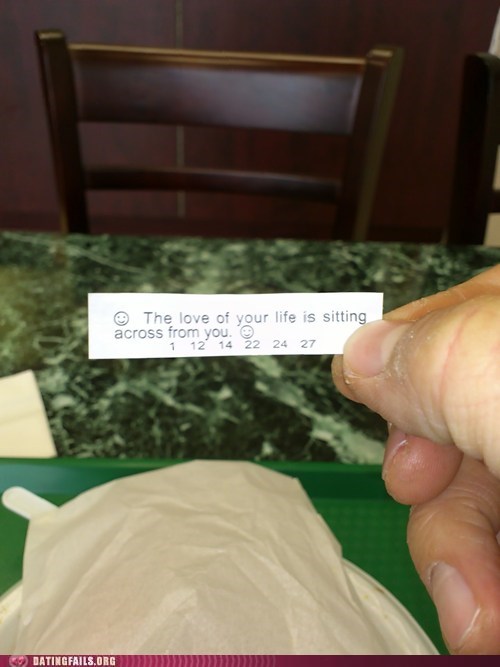 ☺ The love of your life is sitting
across from you. ☺
1 12 14 22 24 27
DATINGFAILS.ORG